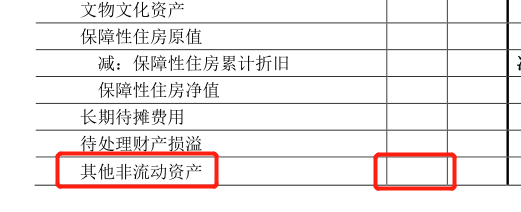 文物文化资产
保障性住房原值
减：保障性住房累计折旧
保障性住房净值
长期待摊费用
待处理财产损溢
其他非流动资产